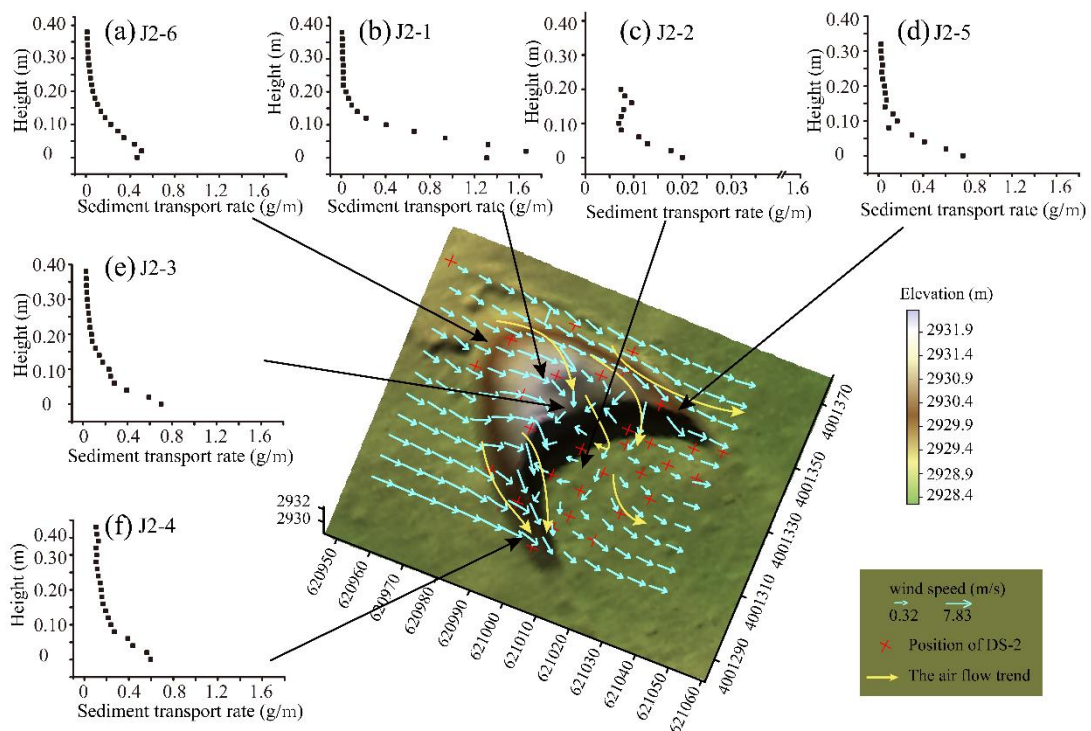 (a) J2-6
0.40
0.30
0.20
0.10
0
Height (m)
0 0.4 0.8 1.2 1.6
Sediment transport rate (g/m)
(b) J2-1
0.40
0.30
0.20
0.10
0
Height (m)
0 0.4 0.8 1.2 1.6
Sediment transport rate (g/m)
(c) J2-2
0.40
0.30
0.20
0.10
0
Height (m)
0 0.01 0.02 0.03 1.6
Sediment transport rate (g/m)
(d) J2-5
0.40
0.30
0.20
0.10
0
Height (m)
0 0.4 0.8 1.2 1.6
Sediment transport rate (g/m)
(e) J2-3
0.40
0.30
0.20
0.10
0
Height (m)
0 0.4 0.8 1.2 1.6
Sediment transport rate (g/m)
(f) J2-4
0.40
0.30
0.20
0.10
0
Height (m)
0 0.4 0.8 1.2 1.6
Sediment transport rate (g/m)
2932
2930
620950
620960
620970
620980
620990
621000
621010
621020
621030
621040
621050
621060
4001290
4001310
4001330
4001350
4001370
Elevation (m)
2931.9
2931.4
2930.9
2930.4
2929.9
2929.4
2928.9
2928.4
wind speed (m/s)
0.32 7.83
Position of DS-2
The air flow trend